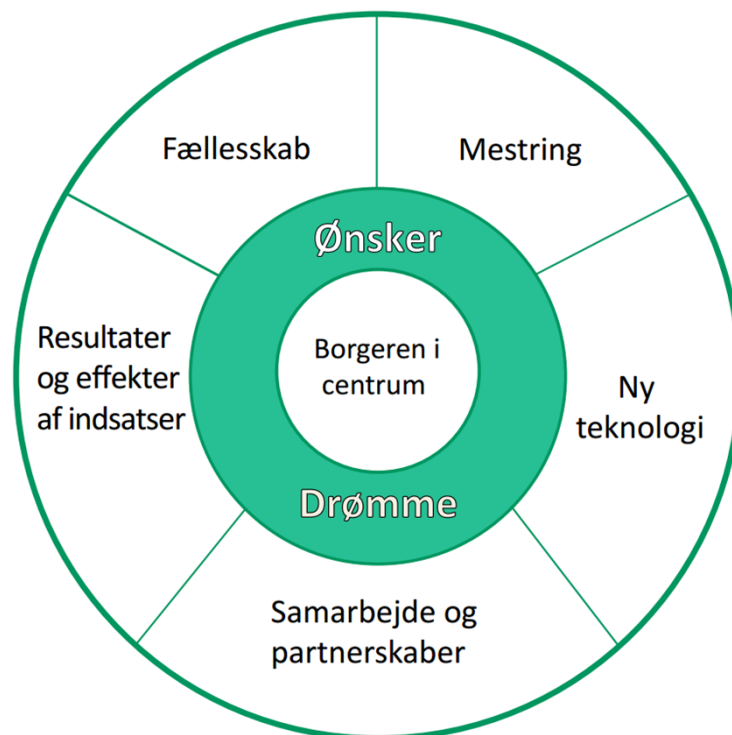 Fællesskab
Mestring
Ønsker
Resultater
og effekter
af indsatser
Borgeren i
centrum
Ny
teknologi
Drømme
Samarbejde og
partnerskaber